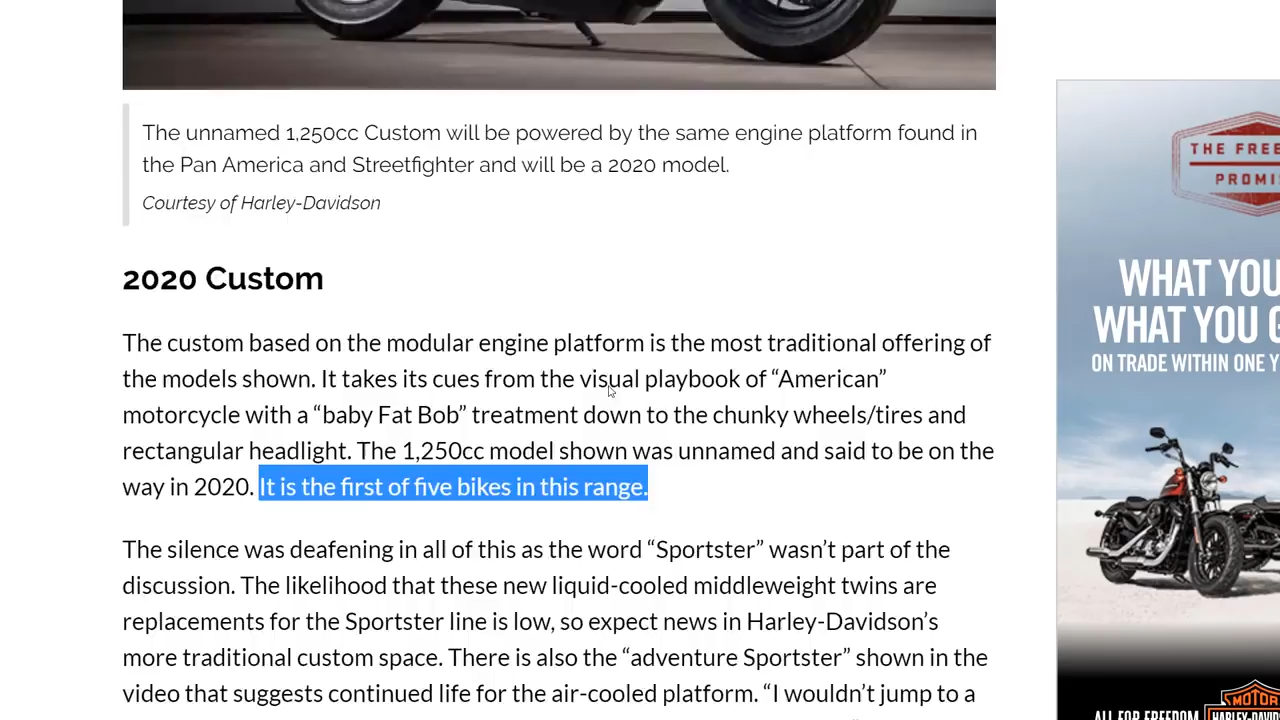 The unnamed 1,250cc Custom will be powered by the same engine platform found in
the Pan America and Streetfighter and will be a 2020 model.
Courtesy of Harley-Davidson
2020 Custom
The custom based on the modular engine platform is the most traditional offering of
the models shown. It takes its cues from the visual playbook of “American”
motorcycle with a “baby Fat Bob” treatment down to the chunky wheels/tires and
rectangular headlight. The 1,250cc model shown was unnamed and said to be on the
way in 2020. It is the first of five bikes in this range.
The silence was deafening in all of this as the word “Sportster” wasn’t part of the
discussion. The likelihood that these new liquid-cooled middleweight twins are
replacements for the Sportster line is low, so expect news in Harley-Davidson’s
more traditional custom space. There is also the “adventure Sportster” shown in the
video that suggests continued life for the air-cooled platform. “I wouldn’t jump to a
THE FREE
PROMI
WHAT YOU
WHAT YOU G
ON TRADE WITHIN ONE Y
ALL FOR FREEDOM
MOTOR
HARLEY-DAVID